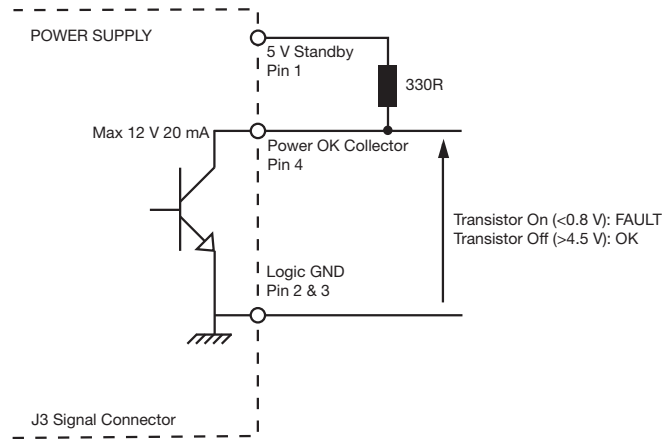 POWER SUPPLY
5 V Standby
Pin 1
330R
Max 12 V 20 mA
Power OK Collector
Pin 4
Transistor On (<0.8 V): FAULT
Transistor Off (>4.5 V): OK
Logic GND
Pin 2 & 3
J3 Signal Connector